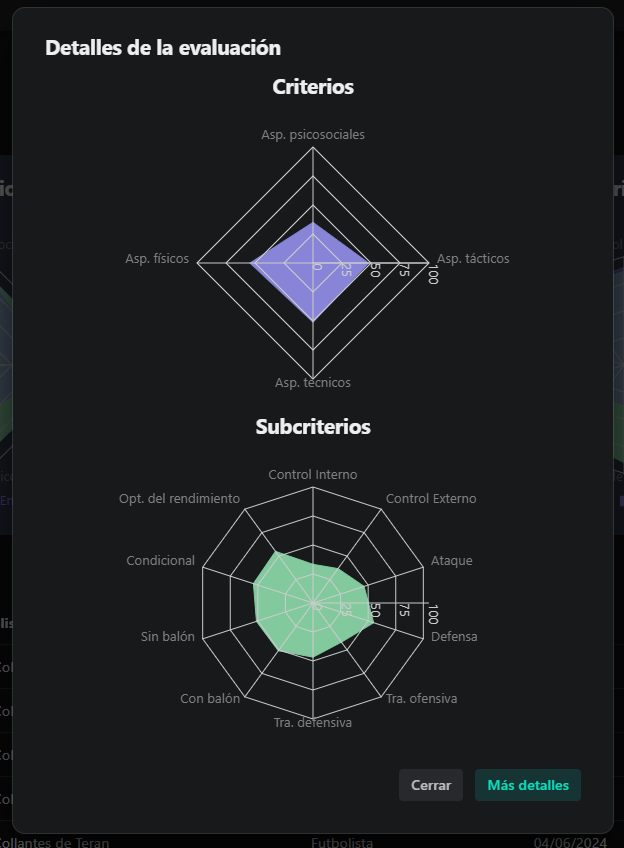 Detalles de la evaluación
Criterios
Asp. psicosociales
Asp. físicos
Asp. tácticos
0
25
50
75
100
Asp. técnicos
Subcriterios
Control Interno
Opt. del rendimiento
Control Externo
Condicional
Ataque
0
25
50
75
100
Sin balón
Defensa
Con balón
Tra. ofensiva
Tra. defensiva
Cerrar
Más detalles
Collantes de Teran Futbolista 04/06/2024